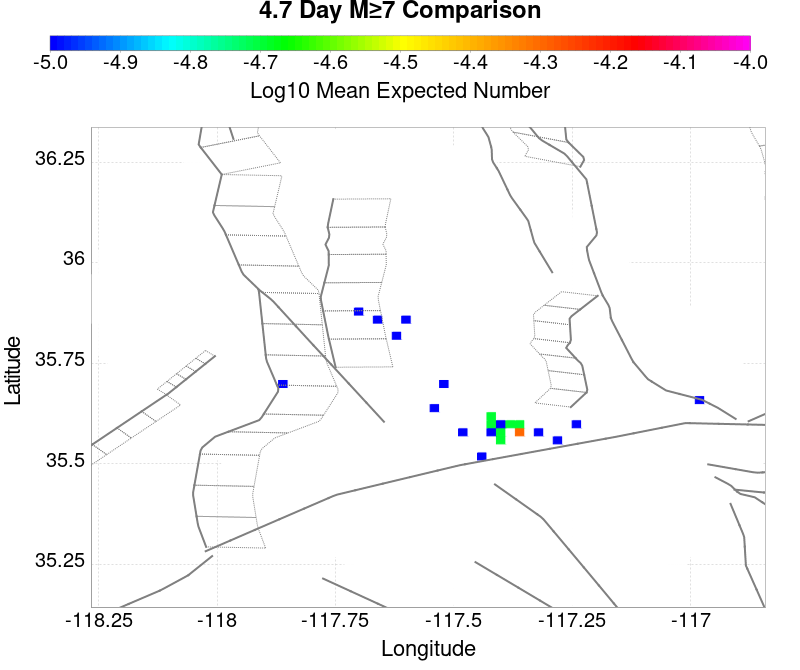 4.7 Day M≥7 Comparison
-5.0 -4.9 -4.8 -4.7 -4.6 -4.5 -4.4 -4.3 -4.2 -4.1 -4.0
Log10 Mean Expected Number
36.25
36
35.75
35.5
35.25
Latitude
-118.25 -118 -117.75 -117.5 -117.25 -117
Longitude